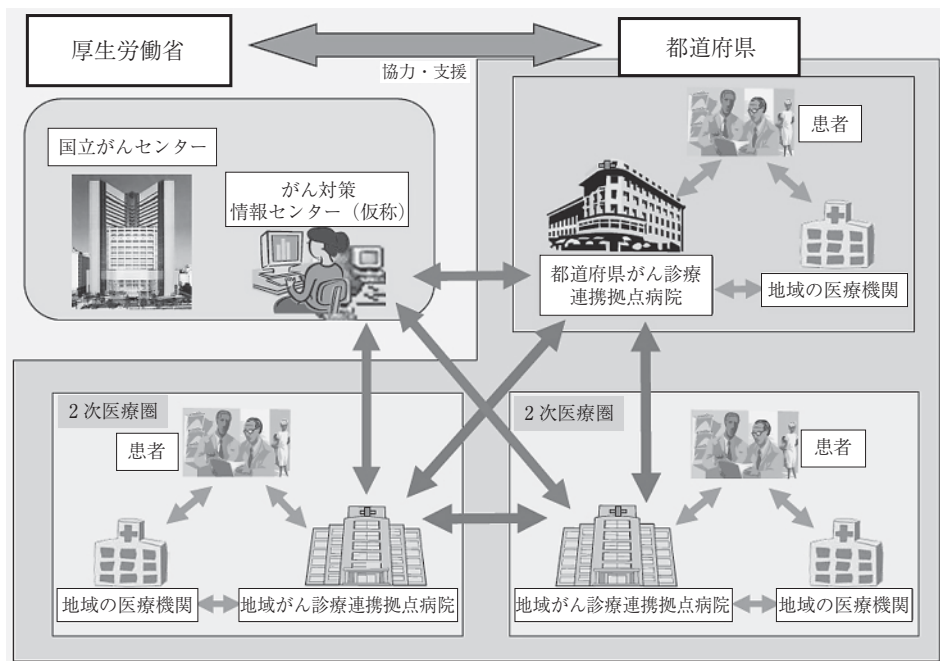 厚生労働省
都道府県
協力・支援
国立がんセンター
がん対策
情報センター（仮称）
患者
都道府県がん診療
連携拠点病院
地域の医療機関
2次医療圏
患者
地域の医療機関
地域がん診療連携拠点病院
2次医療圏
患者
地域がん診療連携拠点病院
地域の医療機関